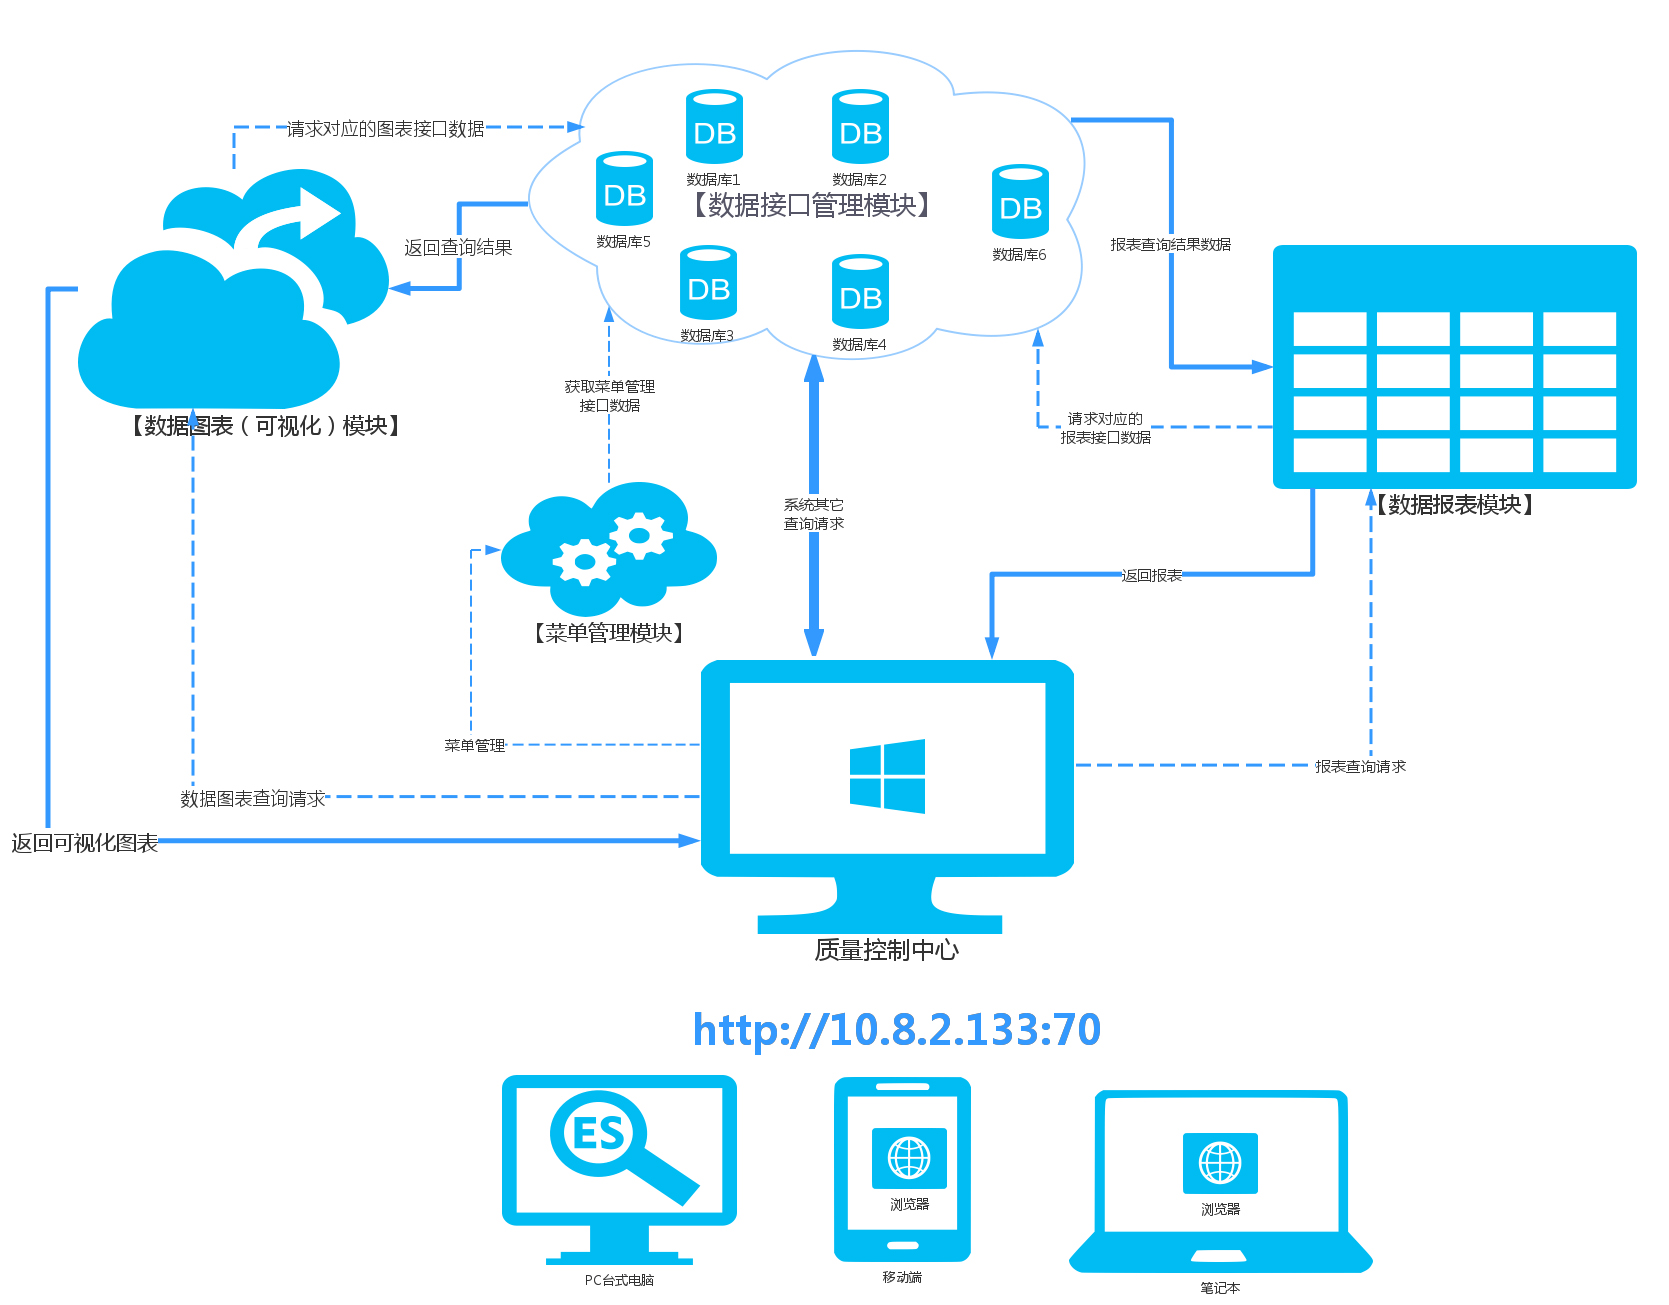 请求对应的图表接口数据
DB
数据库1
DB
数据库2
DB
数据库5
DB
数据库6
【数据接口管理模块】
返回查询结果
报表查询结果数据
DB
数据库3
DB
数据库4
获取菜单管理
接口数据
【数据图表（可视化）模块】
请求对应的
报表接口数据
系统其它
查询请求
【数据报表模块】
返回报表
【菜单管理模块】
菜单管理
报表查询请求
数据图表查询请求
返回可视化图表
质量控制中心
http://10.8.2.133:70
ES
浏览器
浏览器
PC台式电脑
移动端
笔记本